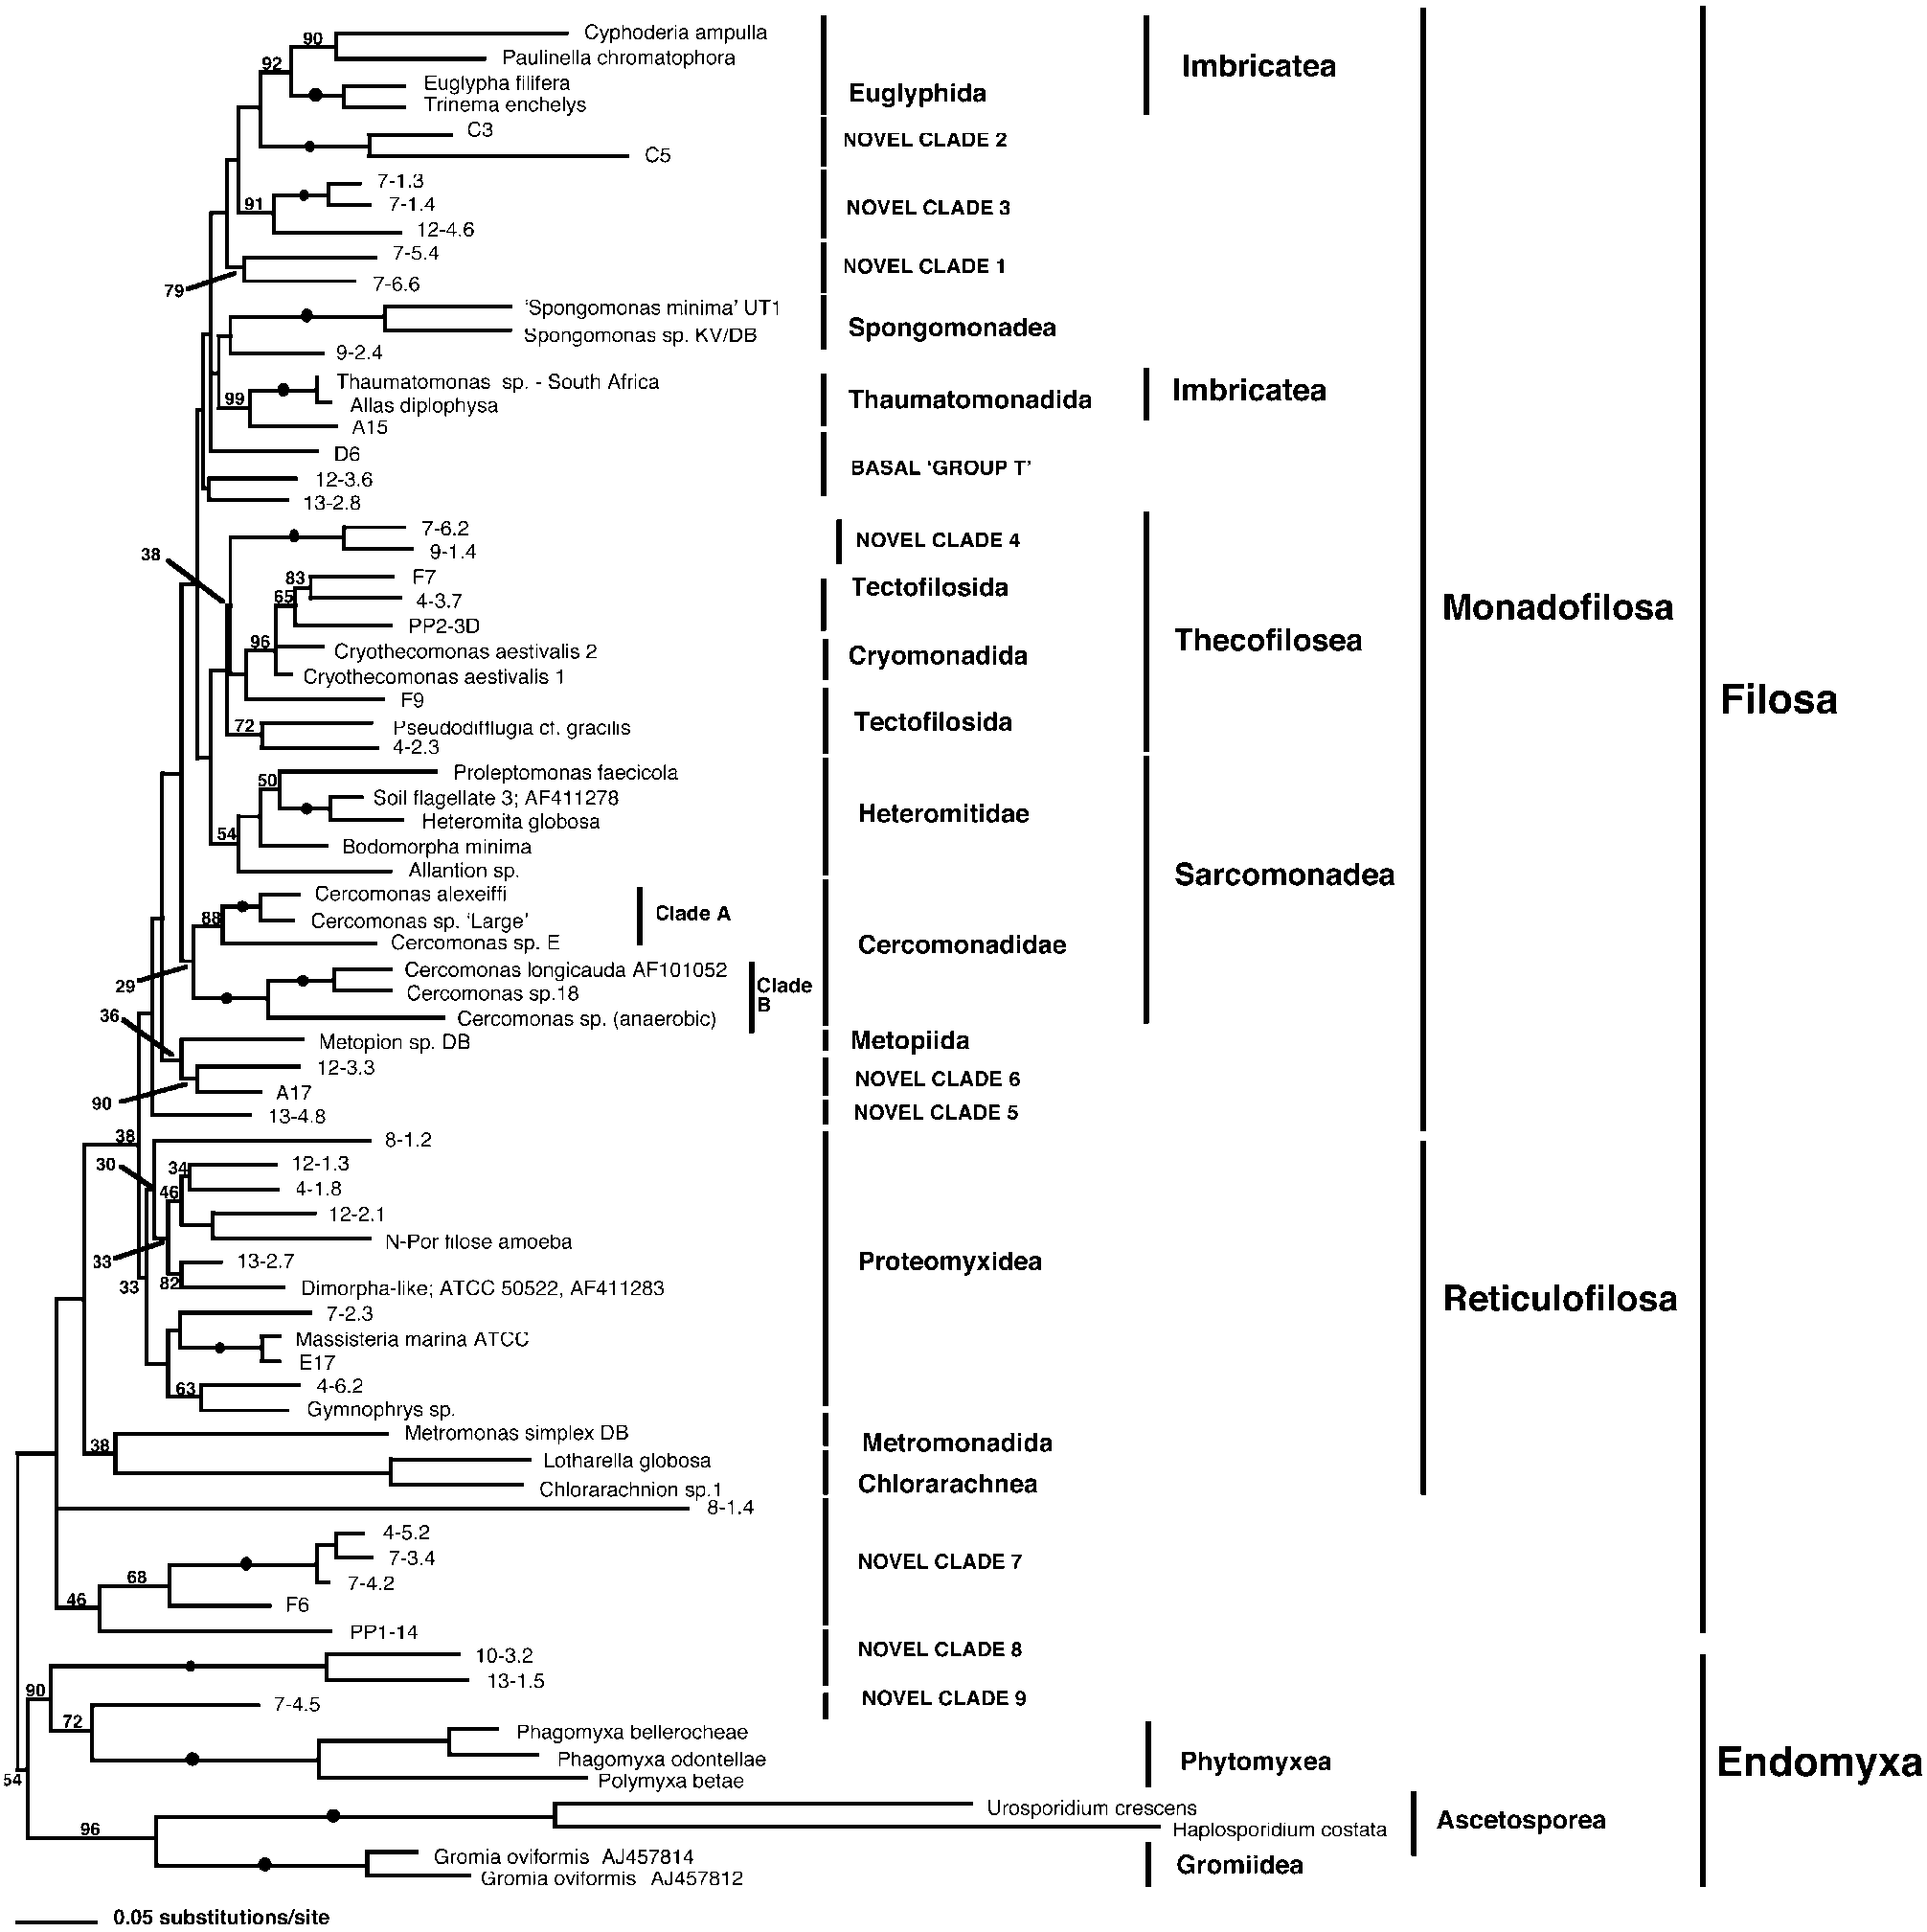 90
Cyphoderia ampulla
92
Paulinella chromatophora
Imbricatea
Euglypha filifera
Euglyphida
Trinema enchelys
C3
NOVEL CLADE 2
C5
7-1.3
91
7-1.4
NOVEL CLADE 3
12-4.6
7-5.4
NOVEL CLADE 1
79
7-6.6
‘Spongomonas minima’ UT1
Spongomonadea
Spongomonas sp. KV/DB
9-2.4
Thaumatomonas sp. - South Africa
Imbricatea
99
Allas diplophysa
Thaumatomonadida
A15
D6
BASAL ‘GROUP T’
12-3.6
13-2.8
7-6.2
NOVEL CLADE 4
38
9-1.4
83
F7
Tectofilosida
65
4-3.7
Monadofilosa
PP2-3D
96
Thecofilosea
Cryothecomonas aestivalis 2
Cryomonadida
Cryothecomonas aestivalis 1
F9
Filosa
72
Pseudodifflugia cf. gracilis
Tectofilosida
4-2.3
50
Proleptomonas faecicola
Soil flagellate 3; AF411278
Heteromitidae
Heteromita globosa
54
Bodomorpha minima
Allantion sp.
Sarcomonadea
Cercomonas alexeiffi
88
Cercomonas sp. ‘Large’
Clade A
Cercomonas sp. E
Cercomonadidae
29
Cercomonas longicauda AF101052
Clade
B
Cercomonas sp.18
36
Cercomonas sp. (anaerobic)
Metopion sp. DB
Metopiida
12-3.3
NOVEL CLADE 6
90
A17
13-4.8
NOVEL CLADE 5
38
8-1.2
30
34
12-1.3
46
4-1.8
12-2.1
N-Por filose amoeba
33
13-2.7
Proteomyxidea
33
82
Dimorpha-like; ATCC 50522, AF411283
Reticulofilosa
7-2.3
Massisteria marina ATCC
E17
63
4-6.2
Gymnophrys sp.
38
Metromonas simplex DB
Metromonadida
Lotharella globosa
Chlorarachnea
Chlorarachnion sp.1
8-1.4
4-5.2
7-3.4
NOVEL CLADE 7
68
7-4.2
46
F6
PP1-14
10-3.2
NOVEL CLADE 8
13-1.5
90
7-4.5
NOVEL CLADE 9
72
Phagomyxa bellerocheae
Phagomyxa odontellae
Phytomyxea
Endomyxa
54
Polymyxa betae
96
Urosporidium crescens
Ascetosporea
Haplosporidium costata
Gromia oviformis AJ457814
Gromiidea
Gromia oviformis AJ457812
0.05 substitutions/site